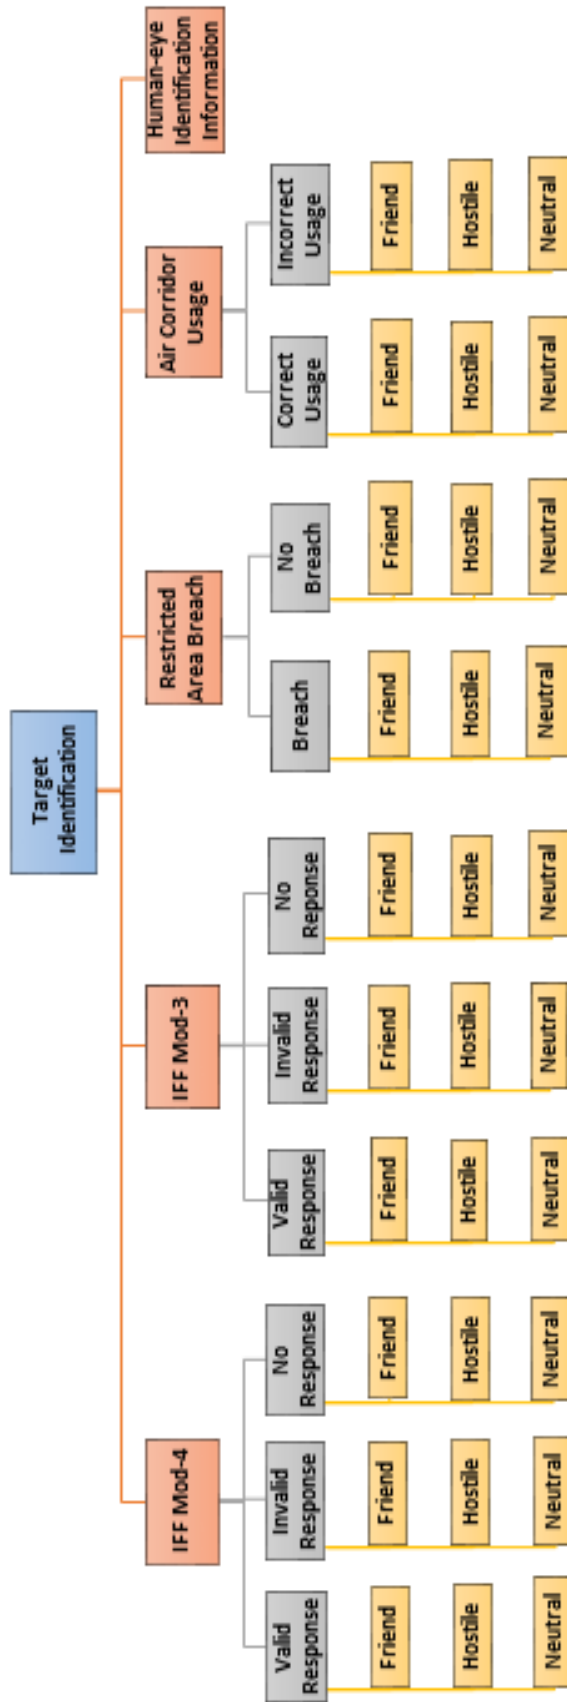 Target
Identification
IFF Mod-4
IFF Mod-3
Restricted
Area Breach
Air Corridor
Usage
Human-eye
Identification
Information
Valid
Response
Invalid
Response
No
Response
Valid
Response
Invalid
Response
No
Reponse
Breach
No
Breach
Correct
Usage
Incorrect
Usage
Friend
Friend
Friend
Friend
Friend
Friend
Friend
Friend
Friend
Friend
Hostile
Hostile
Hostile
Hostile
Hostile
Hostile
Hostile
Hostile
Hostile
Hostile
Neutral
Neutral
Neutral
Neutral
Neutral
Neutral
Neutral
Neutral
Neutral
Neutral